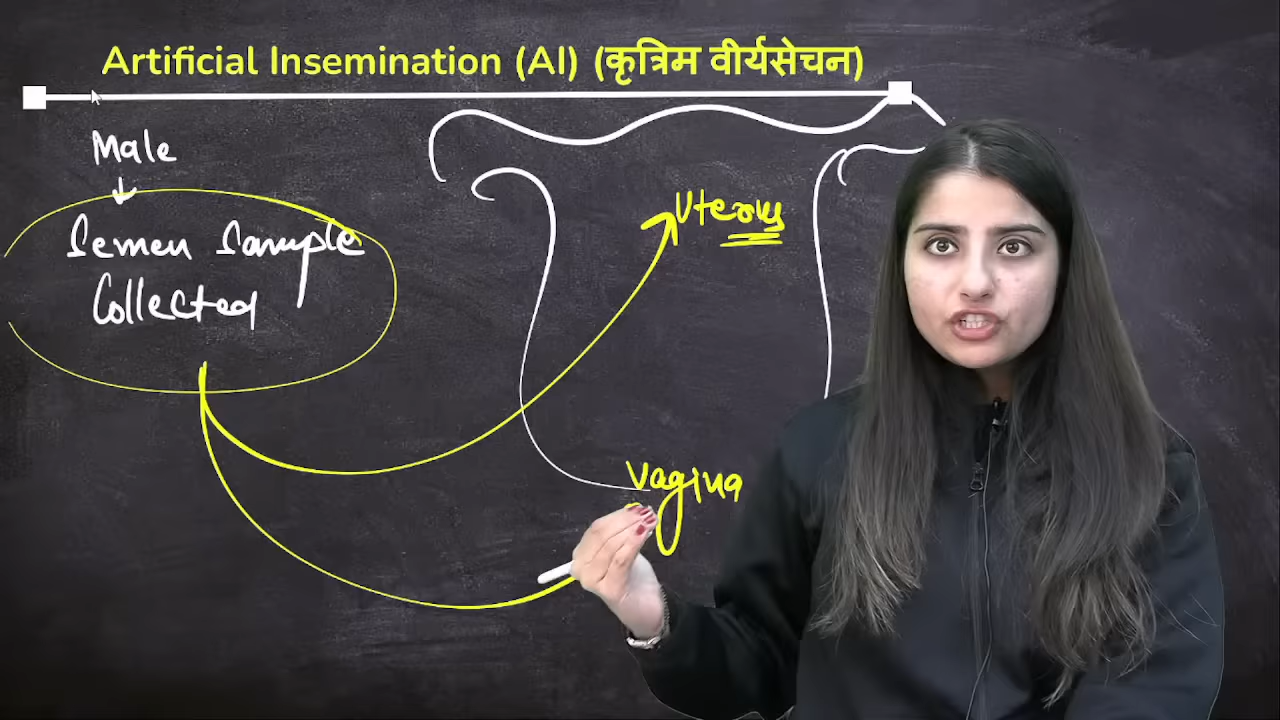 Artificial Insemination (AI) (कृत्रिम वीर्यसेचन)
Male
Semen Sample
Collected
Uterus
Vagina